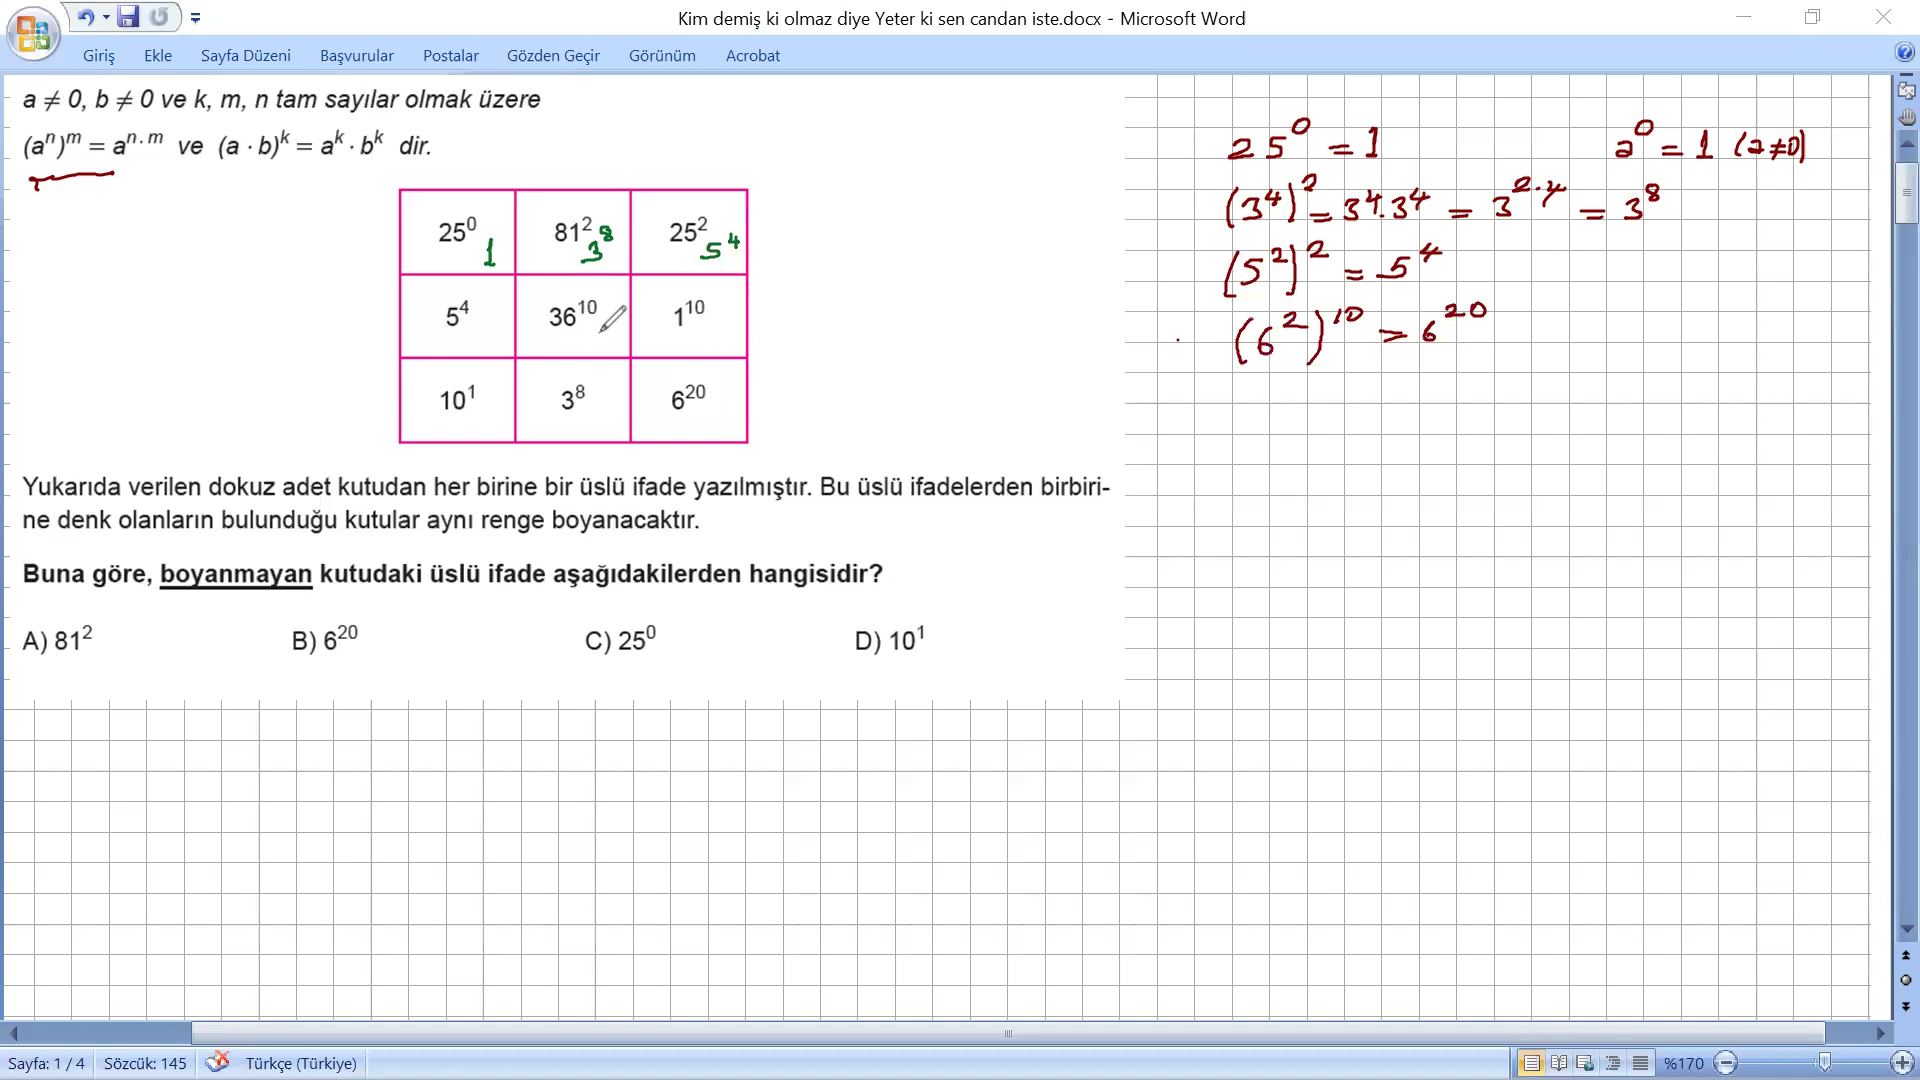 Kim demiş ki olmaz diye Yeter ki sen candan iste.docx - Microsoft Word
Giriş Ekle Sayfa Düzeni Başvurular Postalar Gözden Geçir Görünüm Acrobat
a ≠ 0, b ≠ 0 ve k, m, n tam sayılar olmak üzere
(aⁿ)ᵐ = aⁿ·ᵐ ve (a · b)ᵏ = aᵏ · bᵏ dir.
25⁰ 81² 25²
1 3⁸ 5⁴
5⁴ 36¹⁰ 1¹⁰
10¹ 3⁸ 6²⁰
Yukarıda verilen dokuz adet kutudan her birine bir üslü ifade yazılmıştır. Bu üslü ifadelerden birbiri-
ne denk olanların bulunduğu kutular aynı renge boyanacaktır.
Buna göre, boyanmayan kutudaki üslü ifade aşağıdakilerden hangisidir?
A) 81² B) 6²⁰ C) 25⁰ D) 10¹
25⁰ = 1 a⁰ = 1 (a≠0)
(3⁴)² = 3⁴·3⁴ = 3²·⁴ = 3⁸
(5²)² = 5⁴
(6²)¹⁰ = 6²⁰
Sayfa: 1 / 4 Sözcük: 145 Türkçe (Türkiye) %170